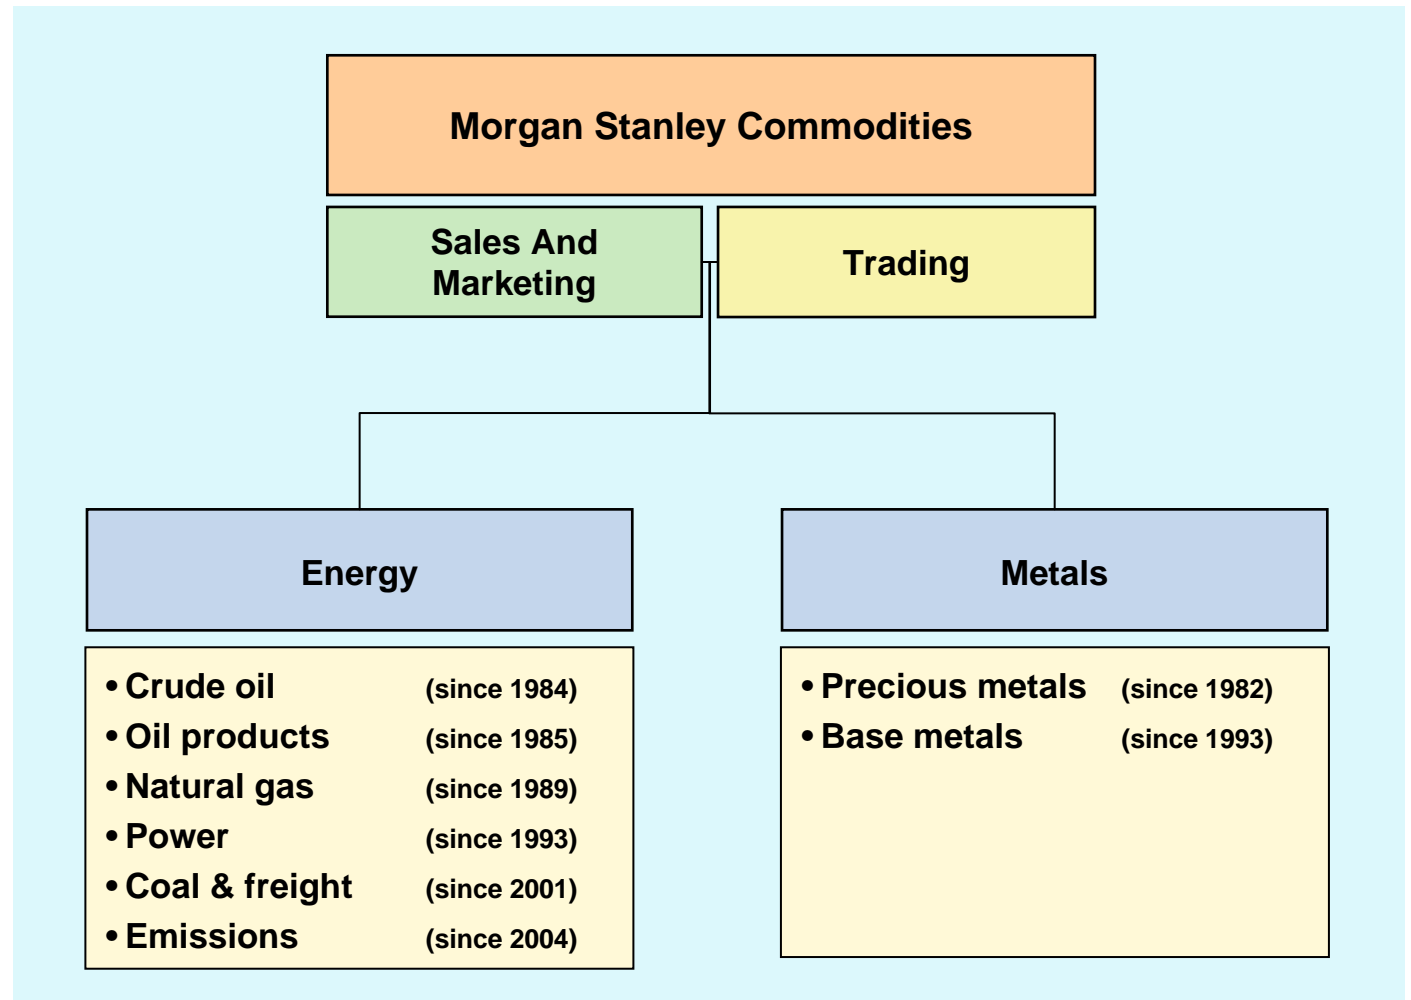 Morgan Stanley Commodities
Sales And
Marketing
Trading
Energy
• Crude oil (since 1984)
• Oil products (since 1985)
• Natural gas (since 1989)
• Power (since 1993)
• Coal & freight (since 2001)
• Emissions (since 2004)
Metals
• Precious metals (since 1982)
• Base metals (since 1993)